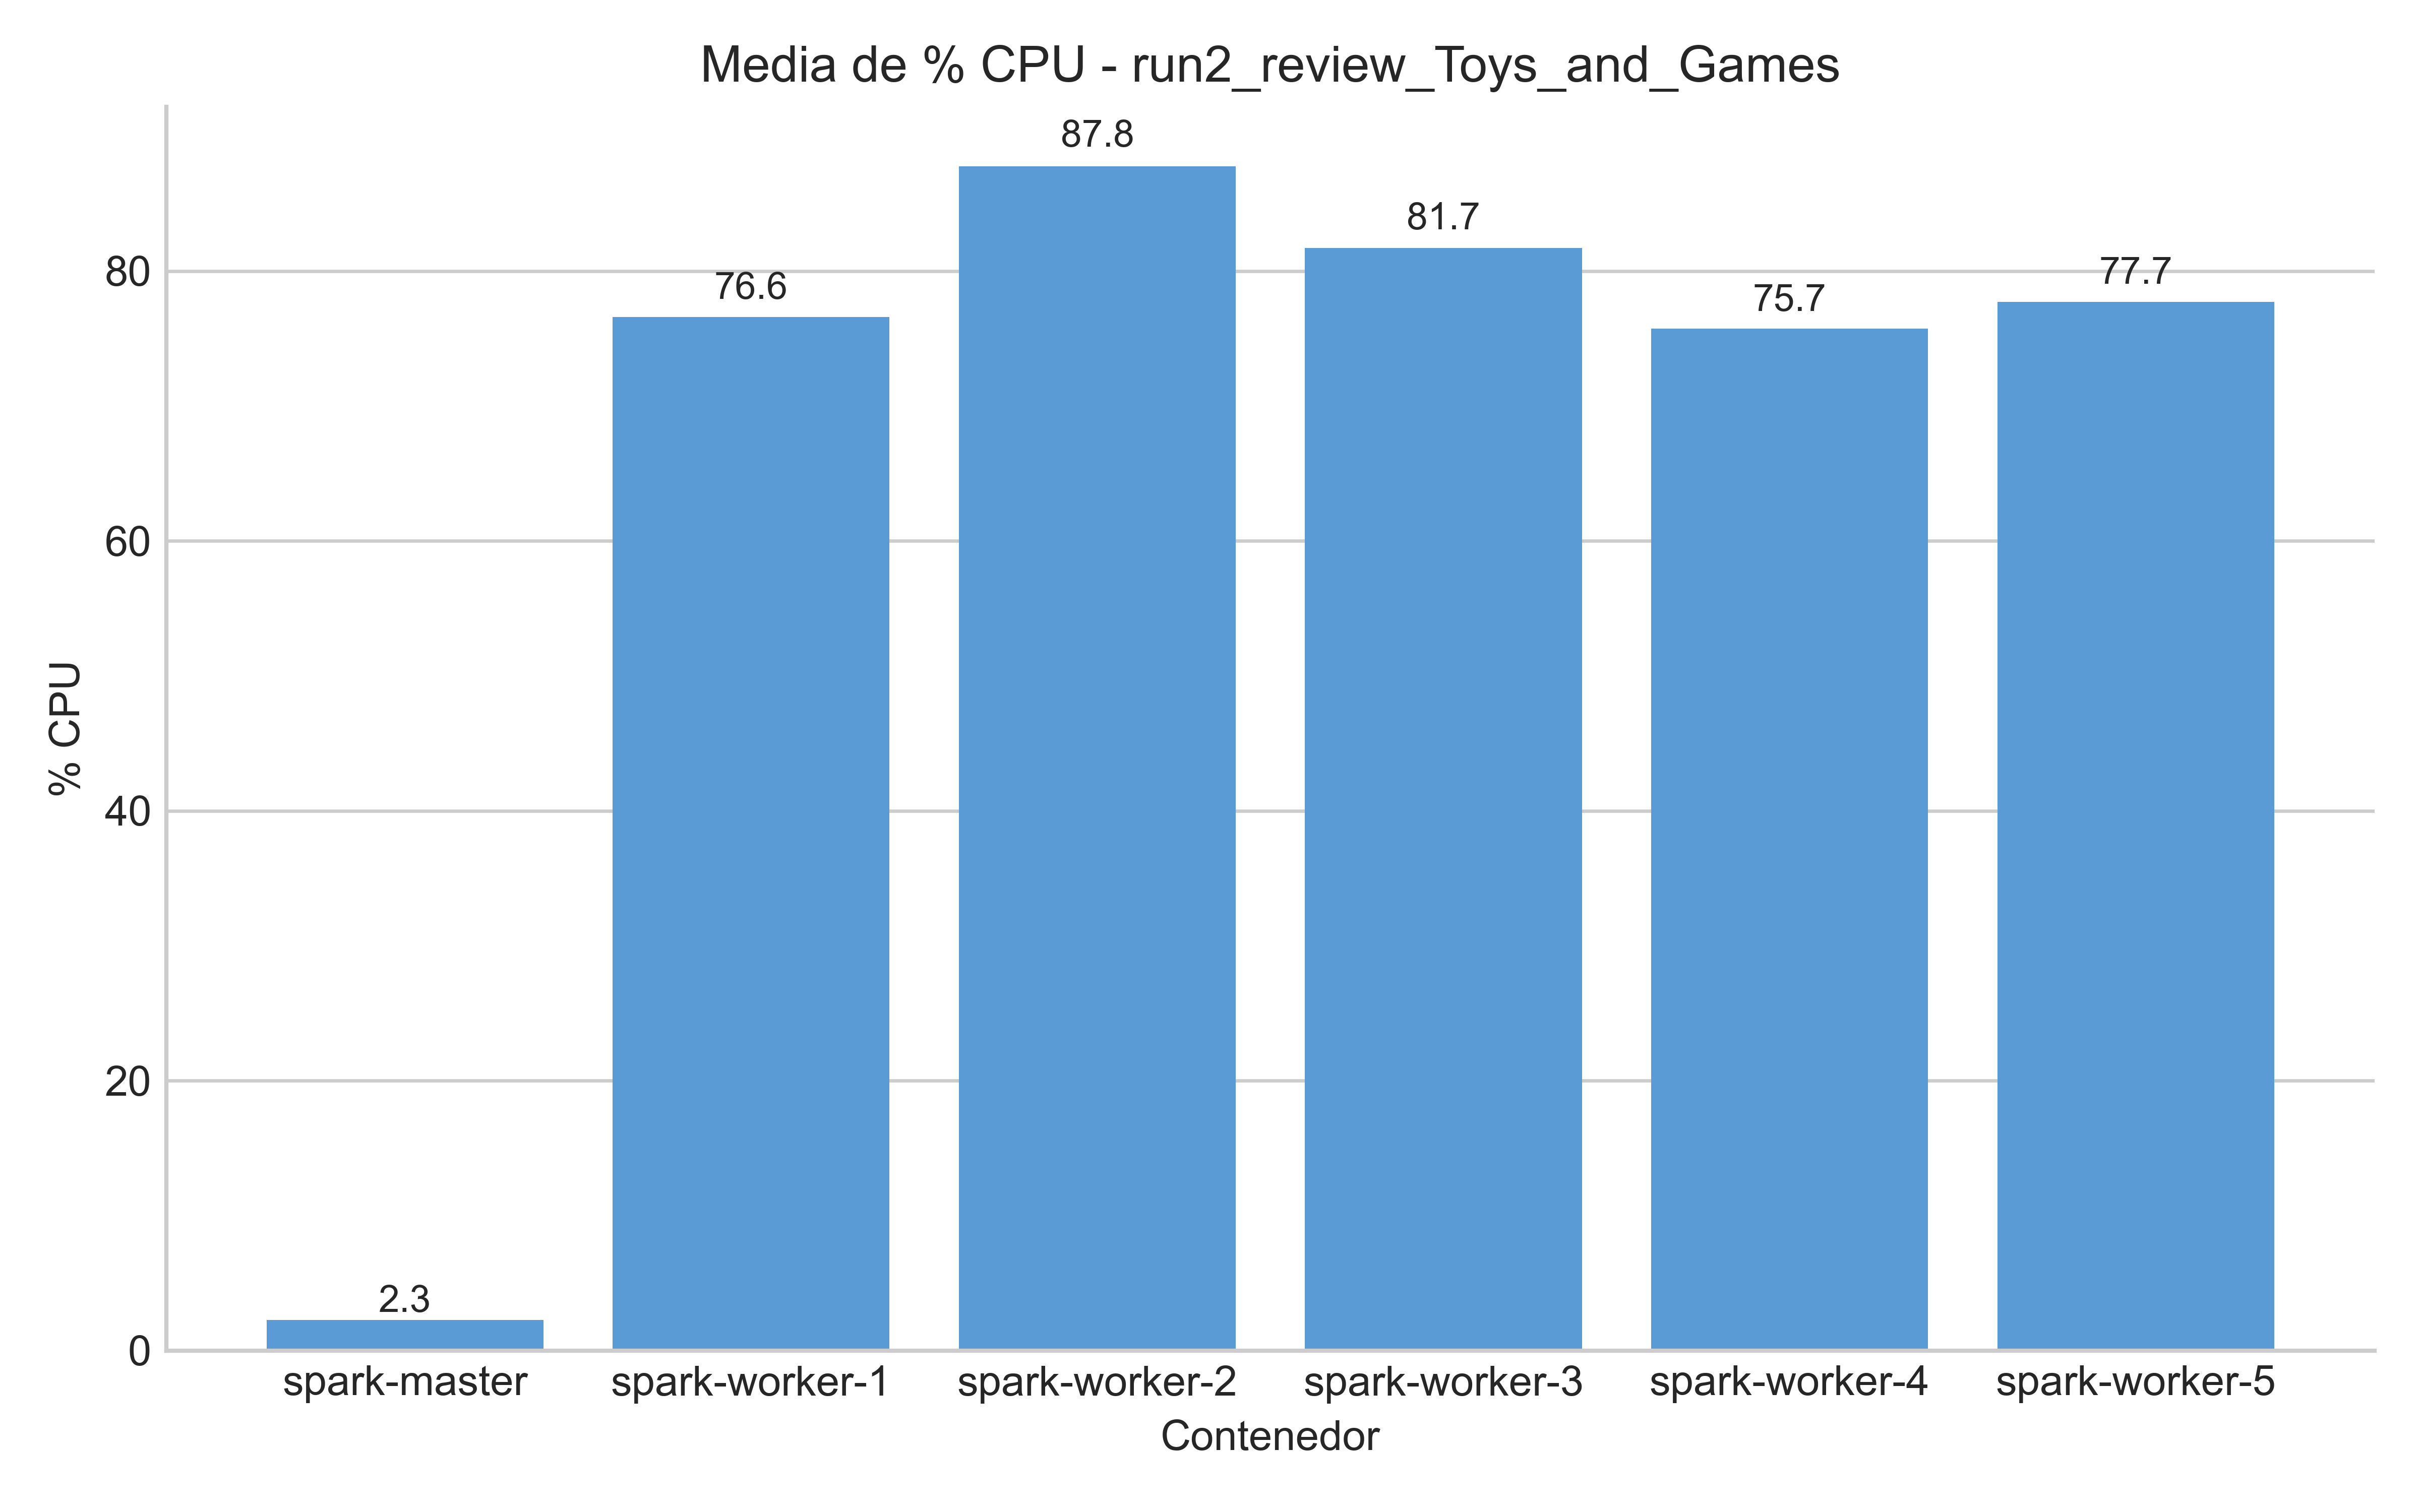 Media de % CPU - run2_review_Toys_and_Games
87.8
81.7
80
76.6
75.7
77.7
60
% CPU
40
20
2.3
0
spark-master spark-worker-1 spark-worker-2 spark-worker-3 spark-worker-4 spark-worker-5
Contenedor